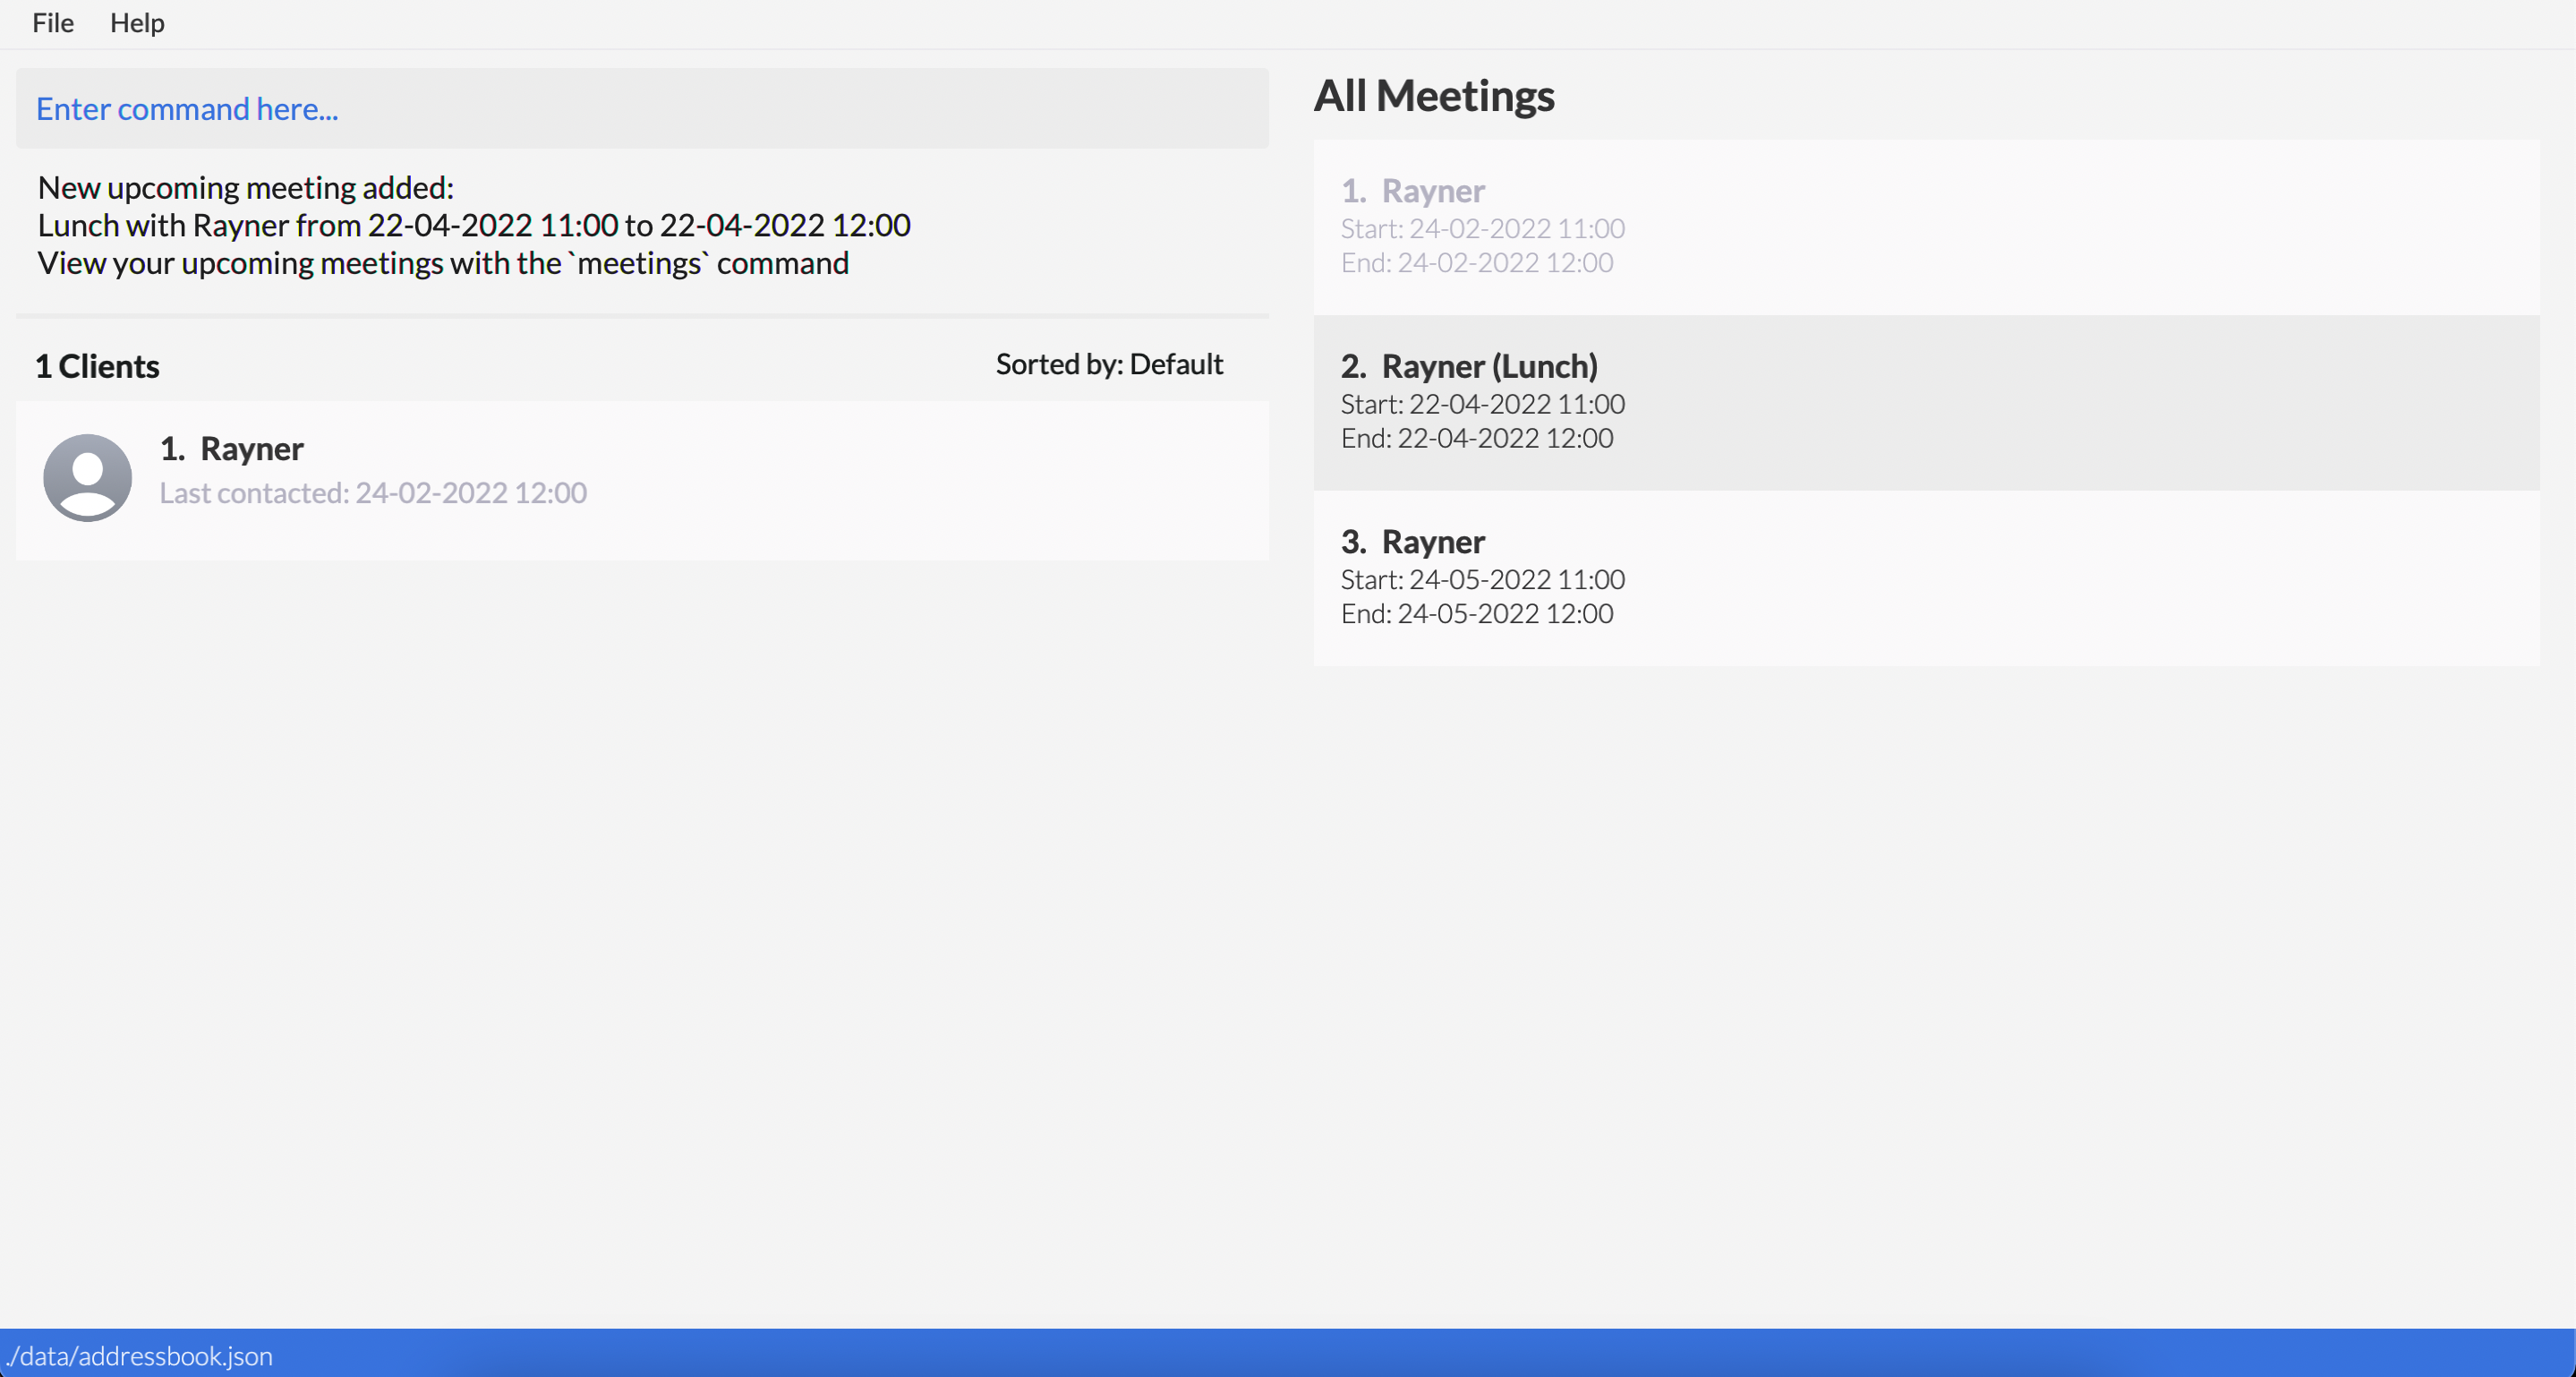 File Help
Enter command here...
New upcoming meeting added:
Lunch with Rayner from 22-04-2022 11:00 to 22-04-2022 12:00
View your upcoming meetings with the `meetings` command
1 Clients
Sorted by: Default
1. Rayner
Last contacted: 24-02-2022 12:00
All Meetings
1. Rayner
Start: 24-02-2022 11:00
End: 24-02-2022 12:00
2. Rayner (Lunch)
Start: 22-04-2022 11:00
End: 22-04-2022 12:00
3. Rayner
Start: 24-05-2022 11:00
End: 24-05-2022 12:00
./data/addressbook.json